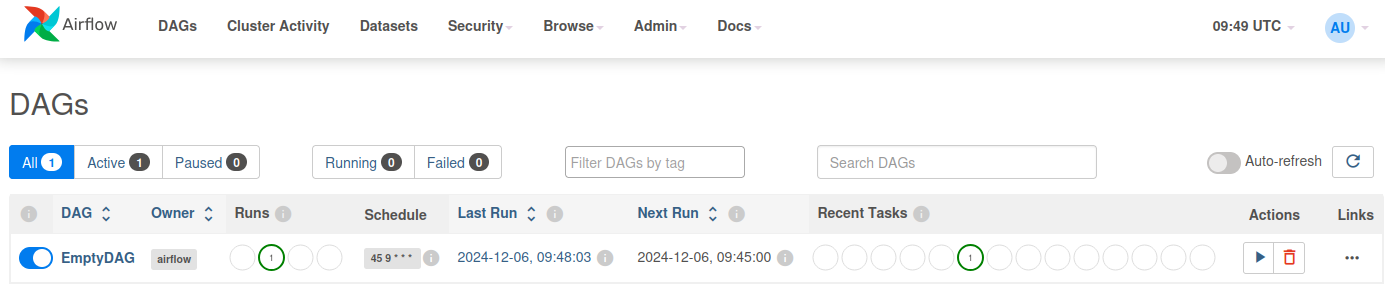 Airflow DAGs Cluster Activity Datasets Security Browse Admin Docs 09:49 UTC AU
DAGs
All 1 Active 1 Paused 0 Running 0 Failed 0 Filter DAGs by tag Search DAGs Auto-refresh
DAG Owner Runs Schedule Last Run Next Run Recent Tasks Actions Links
EmptyDAG airflow 1 45 9 * * * 2024-12-06, 09:48:03 2024-12-06, 09:45:00 1